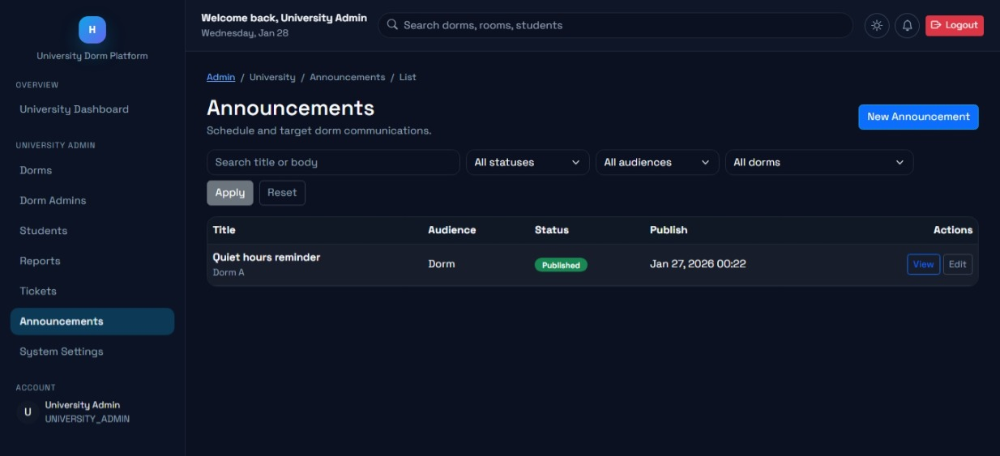 H
University Dorm Platform
OVERVIEW
University Dashboard
UNIVERSITY ADMIN
Dorms
Dorm Admins
Students
Reports
Tickets
Announcements
System Settings
ACCOUNT
U
University Admin
UNIVERSITY_ADMIN
Welcome back, University Admin
Wednesday, Jan 28
Search dorms, rooms, students
Logout
Admin / University / Announcements / List
Announcements
Schedule and target dorm communications.
New Announcement
Search title or body
All statuses
All audiences
All dorms
Apply
Reset
Title Audience Status Publish Actions
Quiet hours reminder
Dorm A
Dorm
Published
Jan 27, 2026 00:22
View
Edit